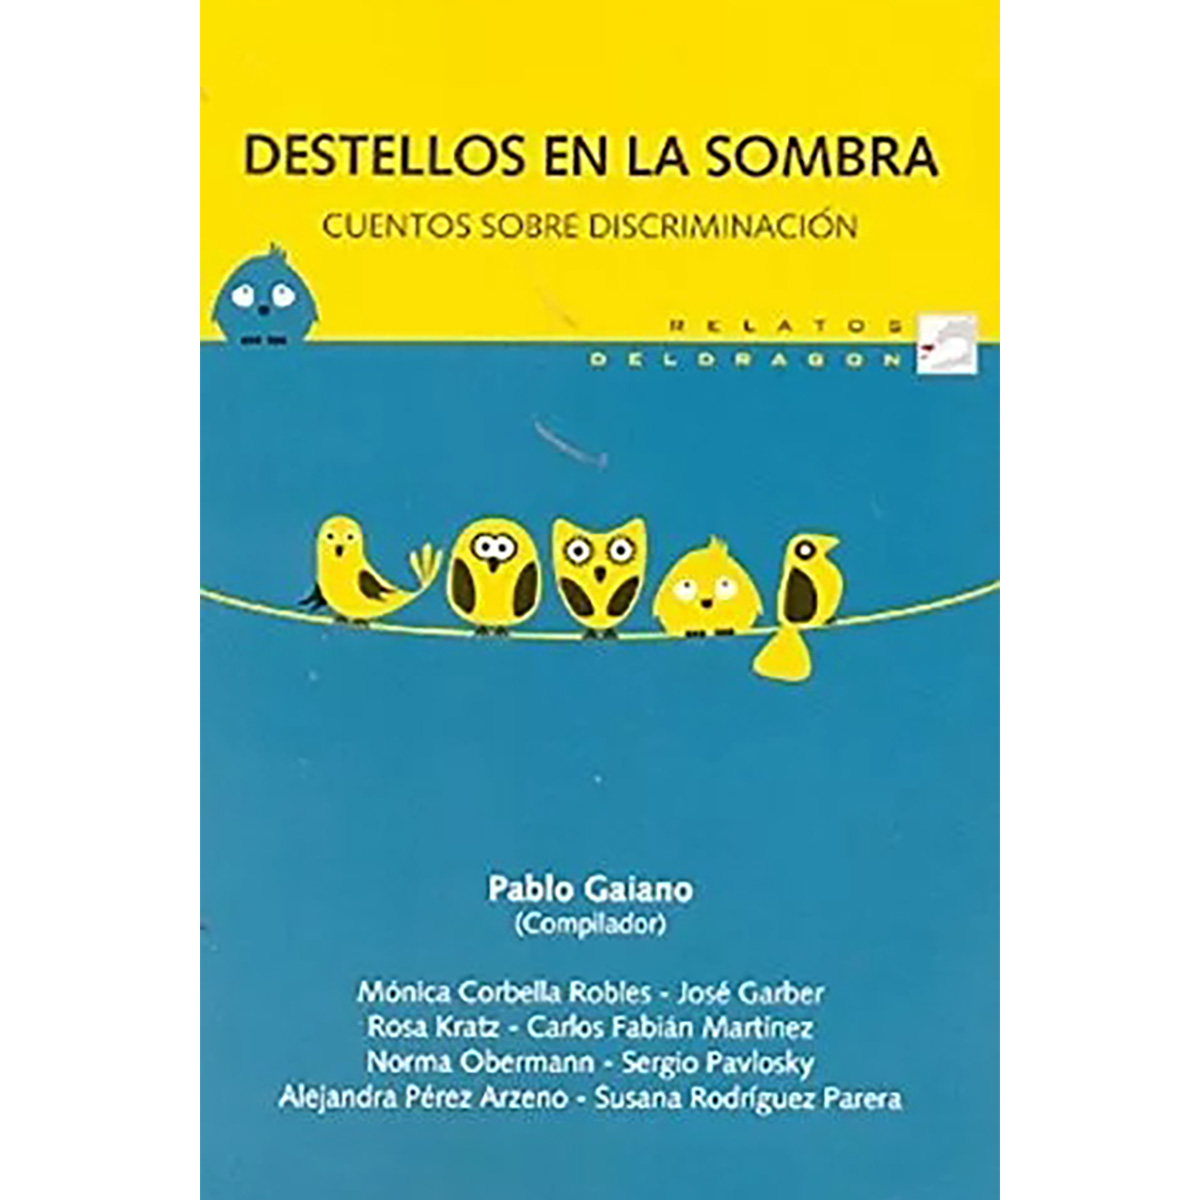 DESTELLOS EN LA SOMBRA
CUENTOS SOBRE DISCRIMINACIÓN
RELATOS
DELDRAGON
Pablo Gaiano
(Compilador)
Mónica Corbella Robles - José Garber
Rosa Kratz - Carlos Fabián Martínez
Norma Obermann - Sergio Pavlosky
Alejandra Pérez Arzeno - Susana Rodríguez Parera